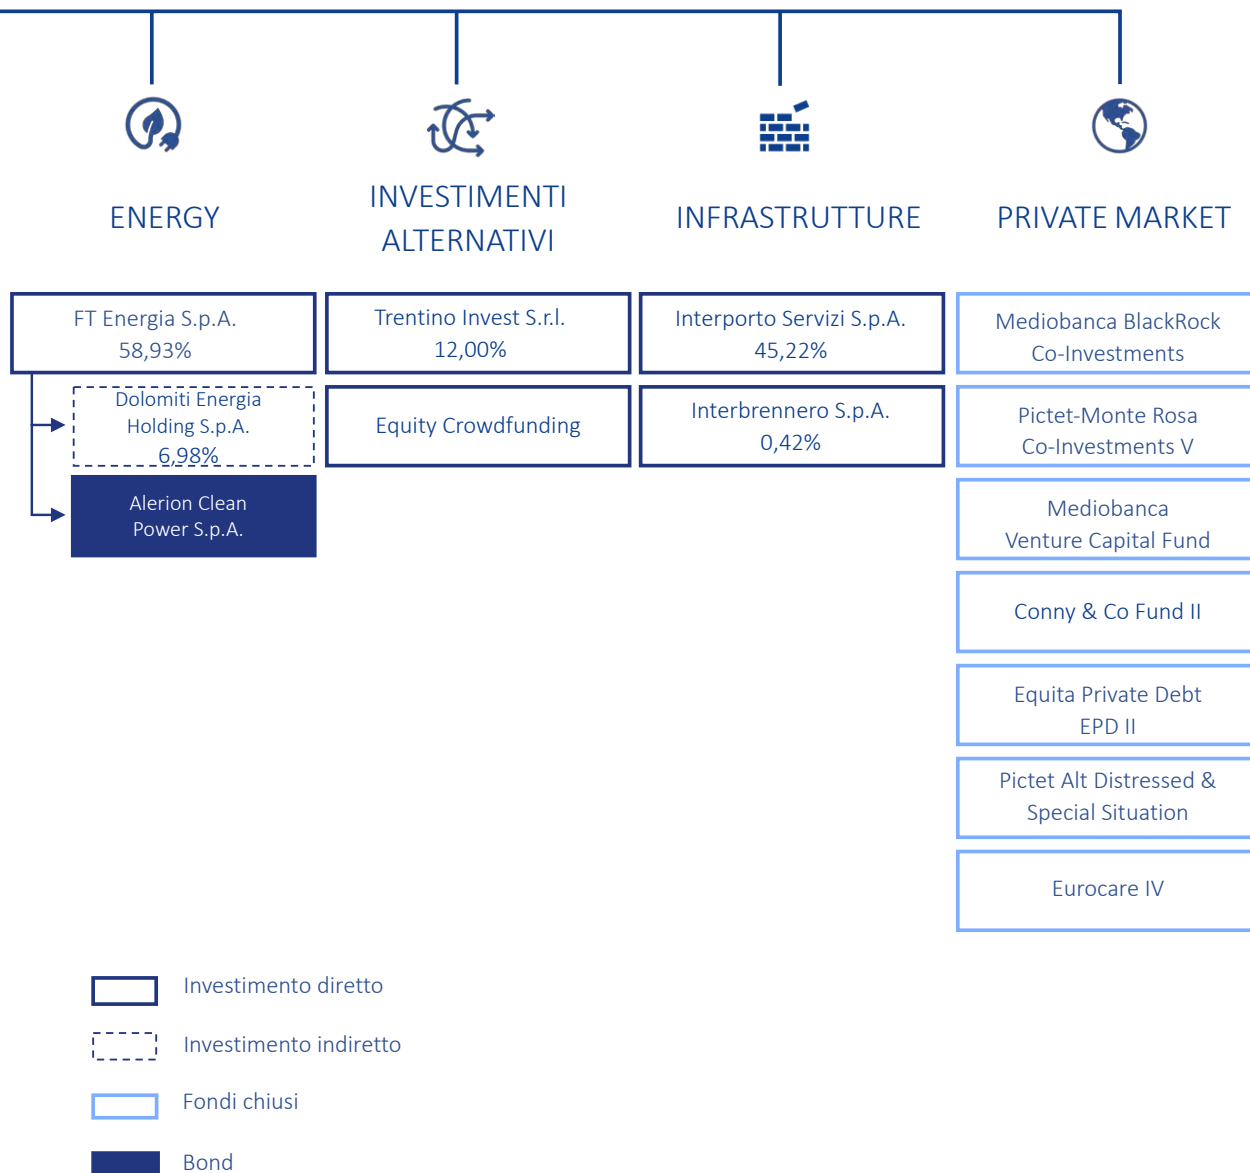 ENERGY
FT Energia S.p.A.
58,93%
Dolomiti Energia
Holding S.p.A.
6,98%
Alerion Clean
Power S.p.A.
INVESTIMENTI
ALTERNATIVI
Trentino Invest S.r.l.
12,00%
Equity Crowdfunding
INFRASTRUTTURE
Interporto Servizi S.p.A.
45,22%
Interbrennero S.p.A.
0,42%
PRIVATE MARKET
Mediobanca BlackRock
Co-Investments
Pictet-Monte Rosa
Co-Investments V
Mediobanca
Venture Capital Fund
Conny & Co Fund II
Equita Private Debt
EPD II
Pictet Alt Distressed &
Special Situation
Eurocare IV
Investimento diretto
Investimento indiretto
Fondi chiusi
Bond